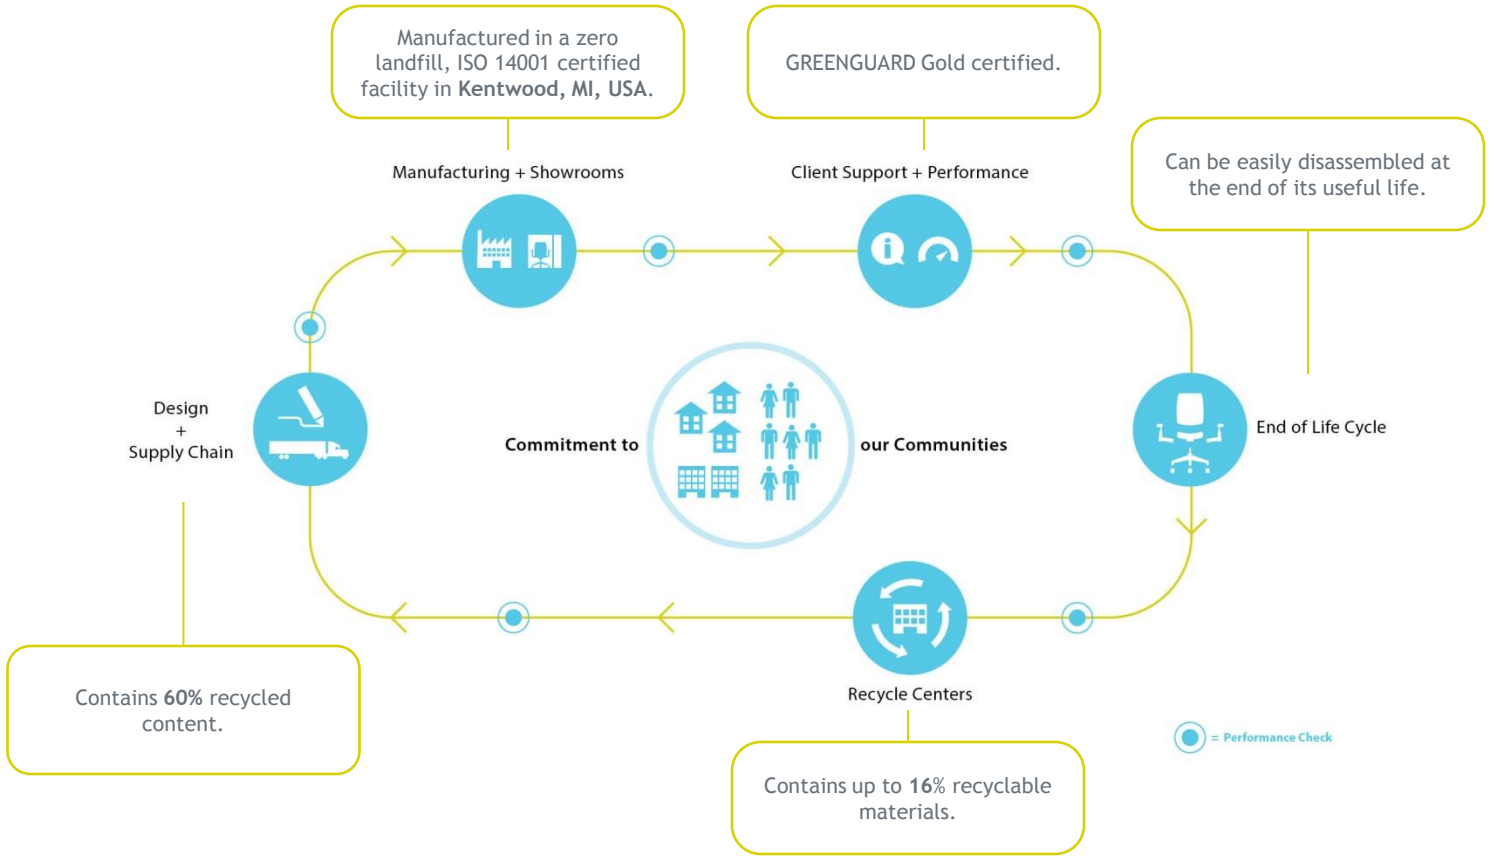 Manufactured in a zero
landfill, ISO 14001 certified
facility in Kentwood, MI, USA.
GREENGUARD Gold certified.
Can be easily disassembled at
the end of its useful life.
Manufacturing + Showrooms
Client Support + Performance
Design
+
Supply Chain
Commitment to
our Communities
End of Life Cycle
Recycle Centers
Contains 60% recycled
content.
= Performance Check
Contains up to 16% recyclable
materials.